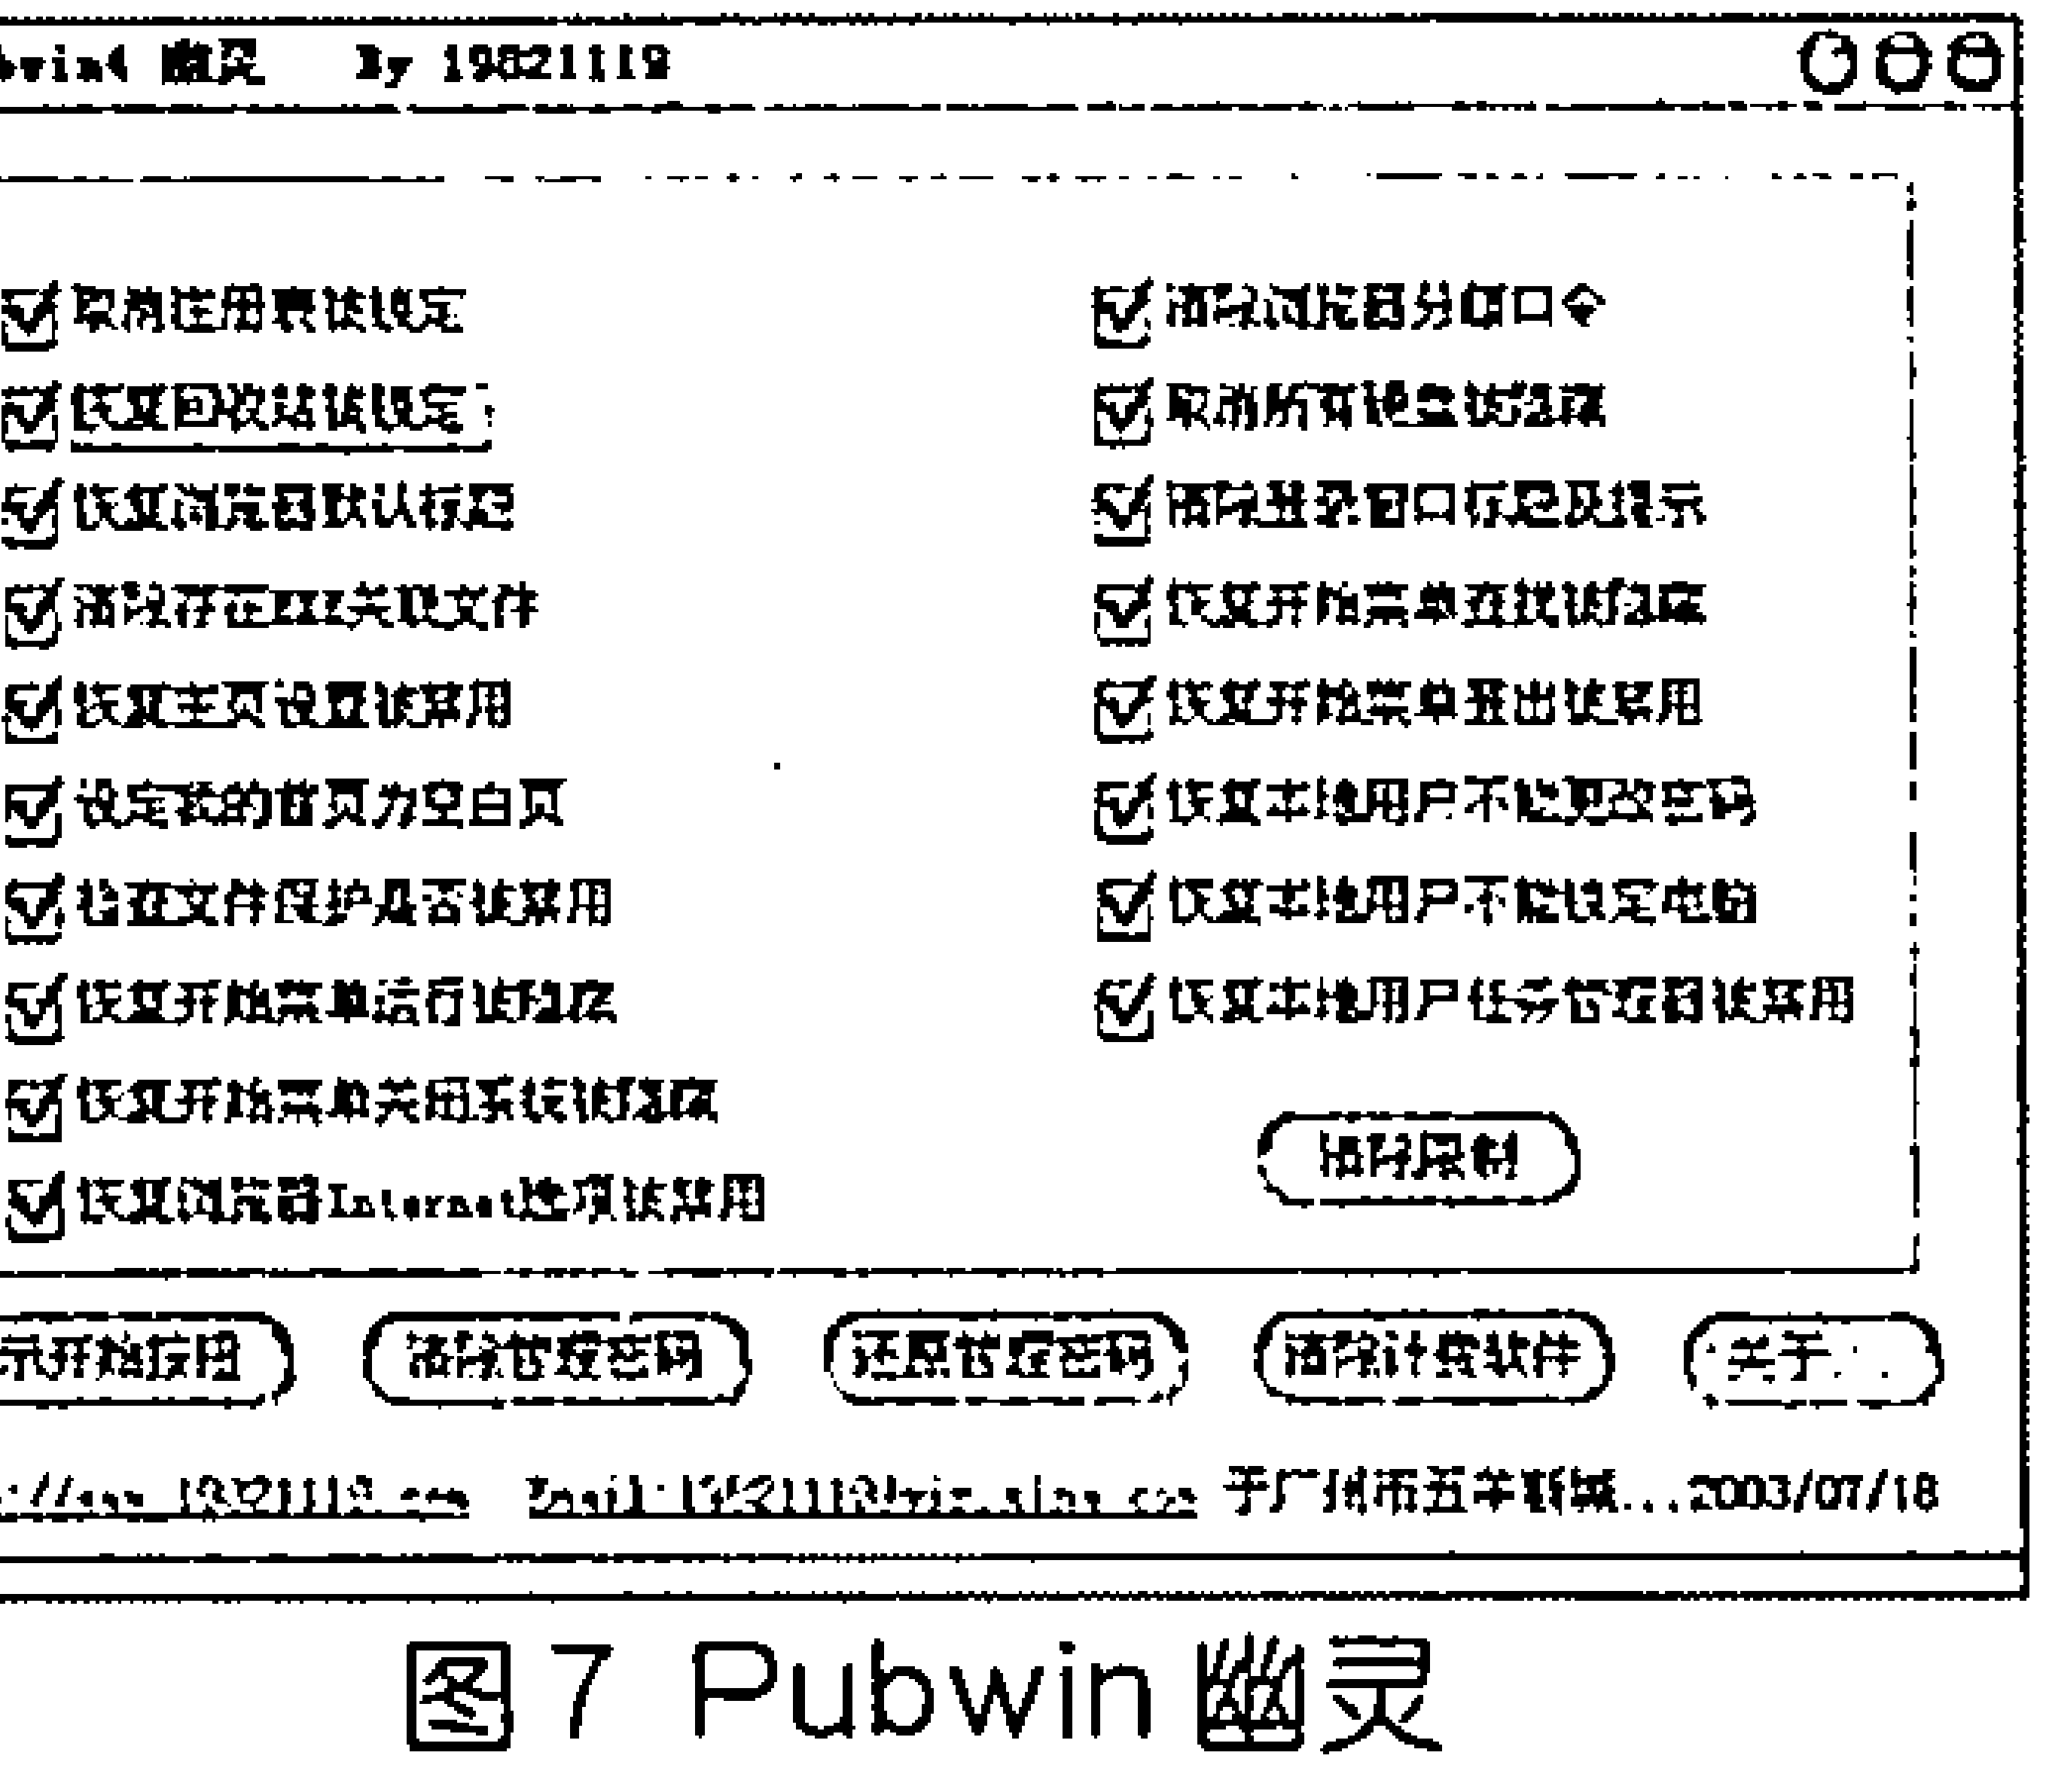 bwin4 幽灵 By 19821119
取消注册表被锁定
恢复回收站被锁定
恢复浏览器默认标题
清除存在EXE关联文件
恢复主页设置被禁用
设定我的首页为空白页
检查文件保护是否被禁用
恢复开始菜单运行被隐藏
恢复开始菜单关闭系统被隐藏
恢复浏览器Internet选项被禁用
清除浏览器分级口令
取消所有硬盘被隐藏
清除登录窗口标题及提示
恢复开始菜单查找被隐藏
恢复开始菜单 出被禁用
恢复本地用户不能更改密码
恢复本地用户不能锁定电脑
恢复本地用户任务管理器被禁用
清除限制
示开始按钮 清除管理密码 还原管理密码 清除计费软件 关于...
于广州市五羊新城...2003/07/18
图7 Pubwin 幽灵